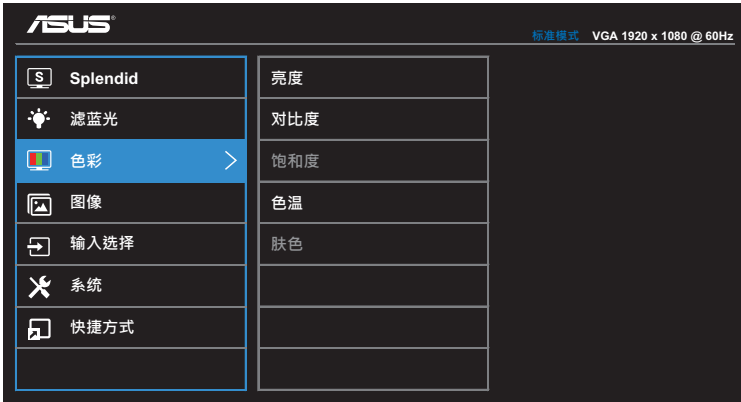 ASUS
标准模式 VGA 1920 x 1080 @ 60Hz
S Splendid
滤蓝光
色彩
图像
输入选择
系统
快捷方式
亮度
对比度
饱和度
色温
肤色